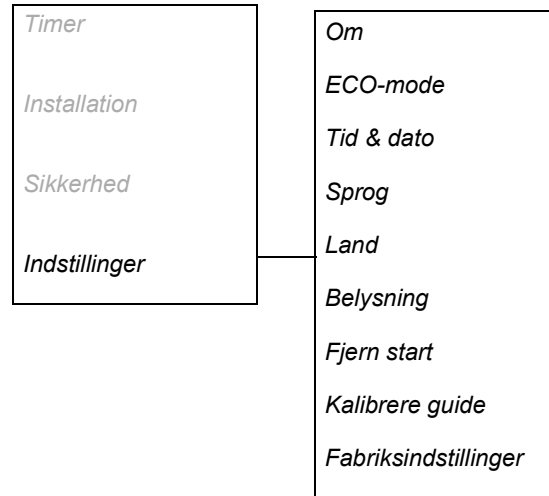 Timer
Installation
Sikkerhed
Indstillinger
Om
ECO-mode
Tid & dato
Sprog
Land
Belysning
Fjern start
Kalibrere guide
Fabriksindstillinger